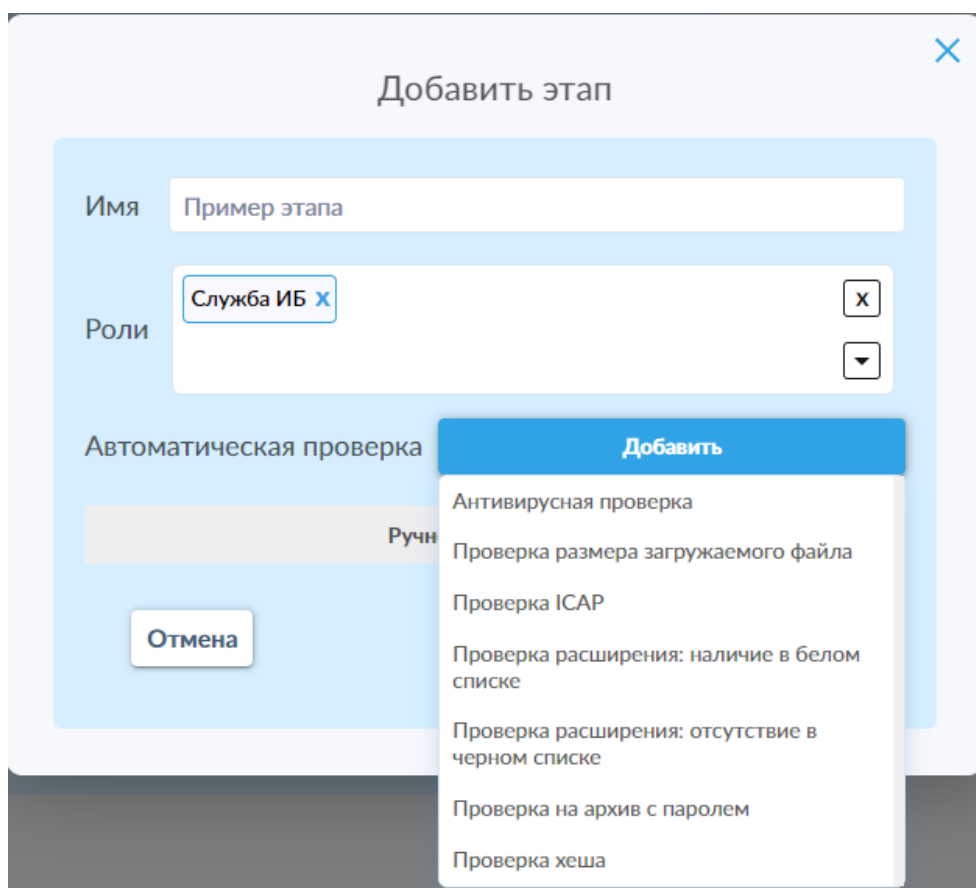 Добавить этап
Имя
Пример этапа
Служба ИБ X
X
Роли
Автоматическая проверка
Добавить
Антивирусная проверка
Проверка размера загружаемого файла
Проверка ICAP
Проверка расширения: наличие в белом
списке
Проверка расширения: отсутствие в
черном списке
Проверка на архив с паролем
Проверка хеша
Отмена